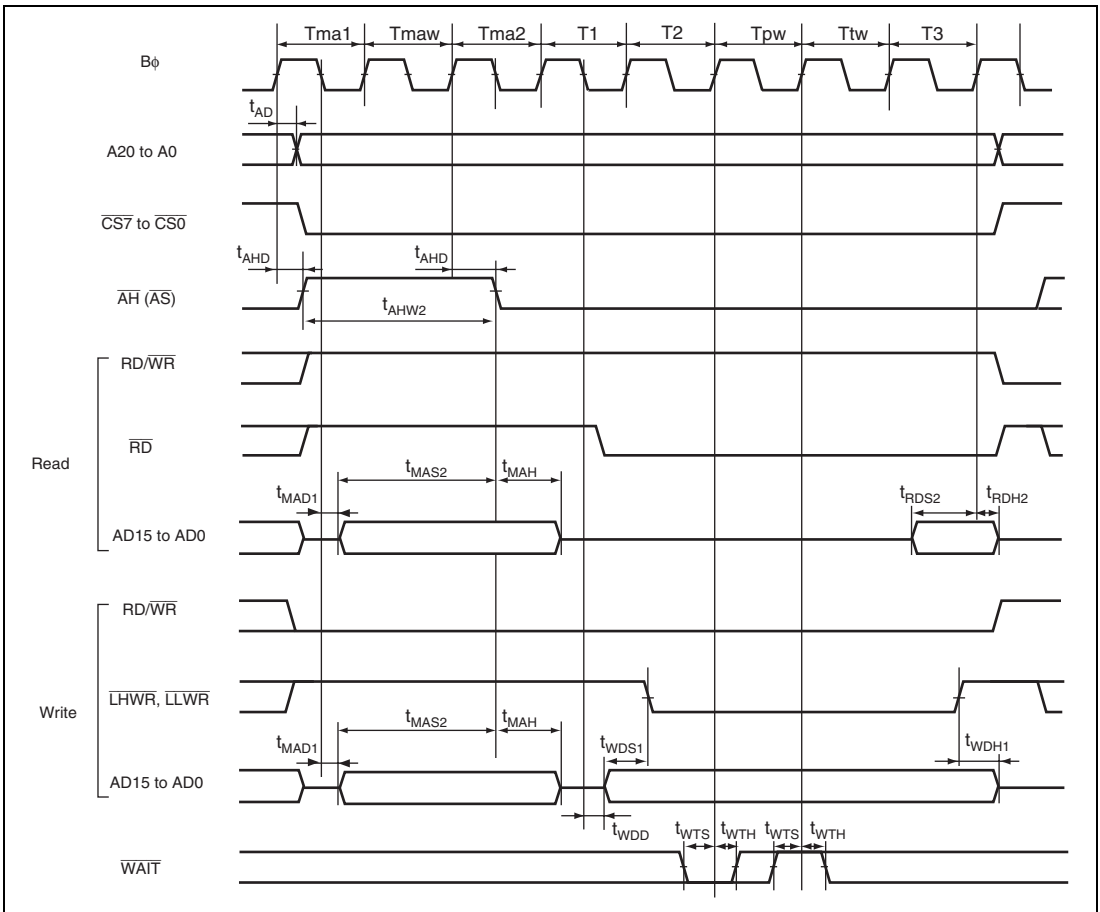 Tma1 Tmaw Tma2 T1 T2 Tpw Ttw T3
Bϕ
tAD
A20 to A0
CS7 to CS0
tAHD tAHD
AH (AS)
tAHW2
RD/WR
RD
Read
tMAS2 tMAH
tMAD1
tRDS2 tRDH2
AD15 to AD0
RD/WR
LHWR, LLWR
Write
tMAS2 tMAH
tMAD1
tWDS1
tWDH1
AD15 to AD0
tWDD
tWTS tWTH tWTS tWTH
WAIT